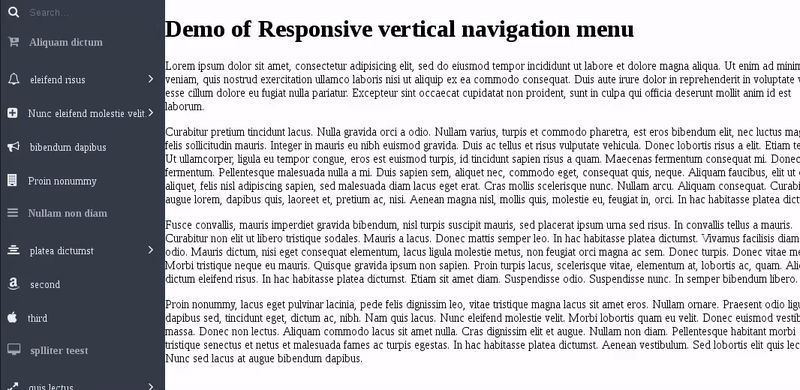 Search...
Aliquam dictum
eleifend risus
Nunc eleifend molestie velit
bibendum dapibus
Proin nonummy
Nullam non diam
platea dictumst
second
third
splliter teest
quis lectus
Demo of Responsive vertical navigation menu
Lorem ipsum dolor sit amet, consectetur adipisicing elit, sed do eiusmod tempor incididunt ut labore et dolore magna aliqua. Ut enim ad minim
veniam, quis nostrud exercitation ullamco laboris nisi ut aliquip ex ea commodo consequat. Duis aute irure dolor in reprehenderit in voluptate
esse cillum dolore eu fugiat nulla pariatur. Excepteur sint occaecat cupidatat non proident, sunt in culpa qui officia deserunt mollit anim id est
laborum.
Curabitur pretium tincidunt lacus. Nulla gravida orci a odio. Nullam varius, turpis et commodo pharetra, est eros bibendum elit, nec luctus
felis sollicitudin mauris. Integer in mauris eu nibh euismod gravida. Duis ac tellus et risus vulputate vehicula. Donec lobortis risus a elit. Etiam
Ut ullamcorper, ligula eu tempor congue, eros est euismod turpis, id tincidunt sapien risus a quam. Maecenas fermentum consequat mi. Donec
fermentum. Pellentesque malesuada nulla a mi. Duis sapien sem, aliquet nec, commodo eget, consequat quis, neque. Aliquam faucibus, elit ut
aliquet, felis nisl adipiscing sapien, sed malesuada diam lacus eget erat. Cras mollis scelerisque nunc. Nullam arcu. Aliquam consequat.
augue lorem, dapibus quis, laoreet et, pretium ac, nisi. Aenean magna nisl, mollis quis, molestie eu, feugiat in, orci. In hac habitasse platea
Fusce convallis, mauris imperdiet gravida bibendum, nisl turpis suscipit mauris, sed placerat ipsum urna sed risus. In convallis tellus a mauris.
Curabitur non elit ut libero tristique sodales. Mauris a lacus. Donec mattis semper leo. In hac habitasse platea dictumst. Vivamus facilisis diam
odio. Mauris dictum, nisi eget consequat elementum, lacus ligula molestie metus, non feugiat orci magna ac sem. Donec turpis. Donec vitae
Morbi tristique neque eu mauris. Quisque gravida ipsum non sapien. Proin turpis lacus, scelerisque vitae, elementum at, lobortis ac, quam.
dictum eleifend risus. In hac habitasse platea dictumst. Etiam sit amet diam. Suspendisse odio. Suspendisse nunc. In semper bibendum libero.
Proin nonummy, lacus eget pulvinar lacinia, pede felis dignissim leo, vitae tristique magna lacus sit amet eros. Nullam ornare. Praesent odio
dapibus sed, tincidunt eget, dictum ac, nibh. Nam quis lacus. Nunc eleifend molestie velit. Morbi lobortis quam eu velit. Donec euismod
massa. Donec non lectus. Aliquam commodo lacus sit amet nulla. Cras dignissim elit et augue. Nullam non diam. Pellentesque habitant morbi
tristique senectus et netus et malesuada fames ac turpis egestas. In hac habitasse platea dictumst. Aenean vestibulum. Sed lobortis elit quis
Nunc sed lacus at augue bibendum dapibus.